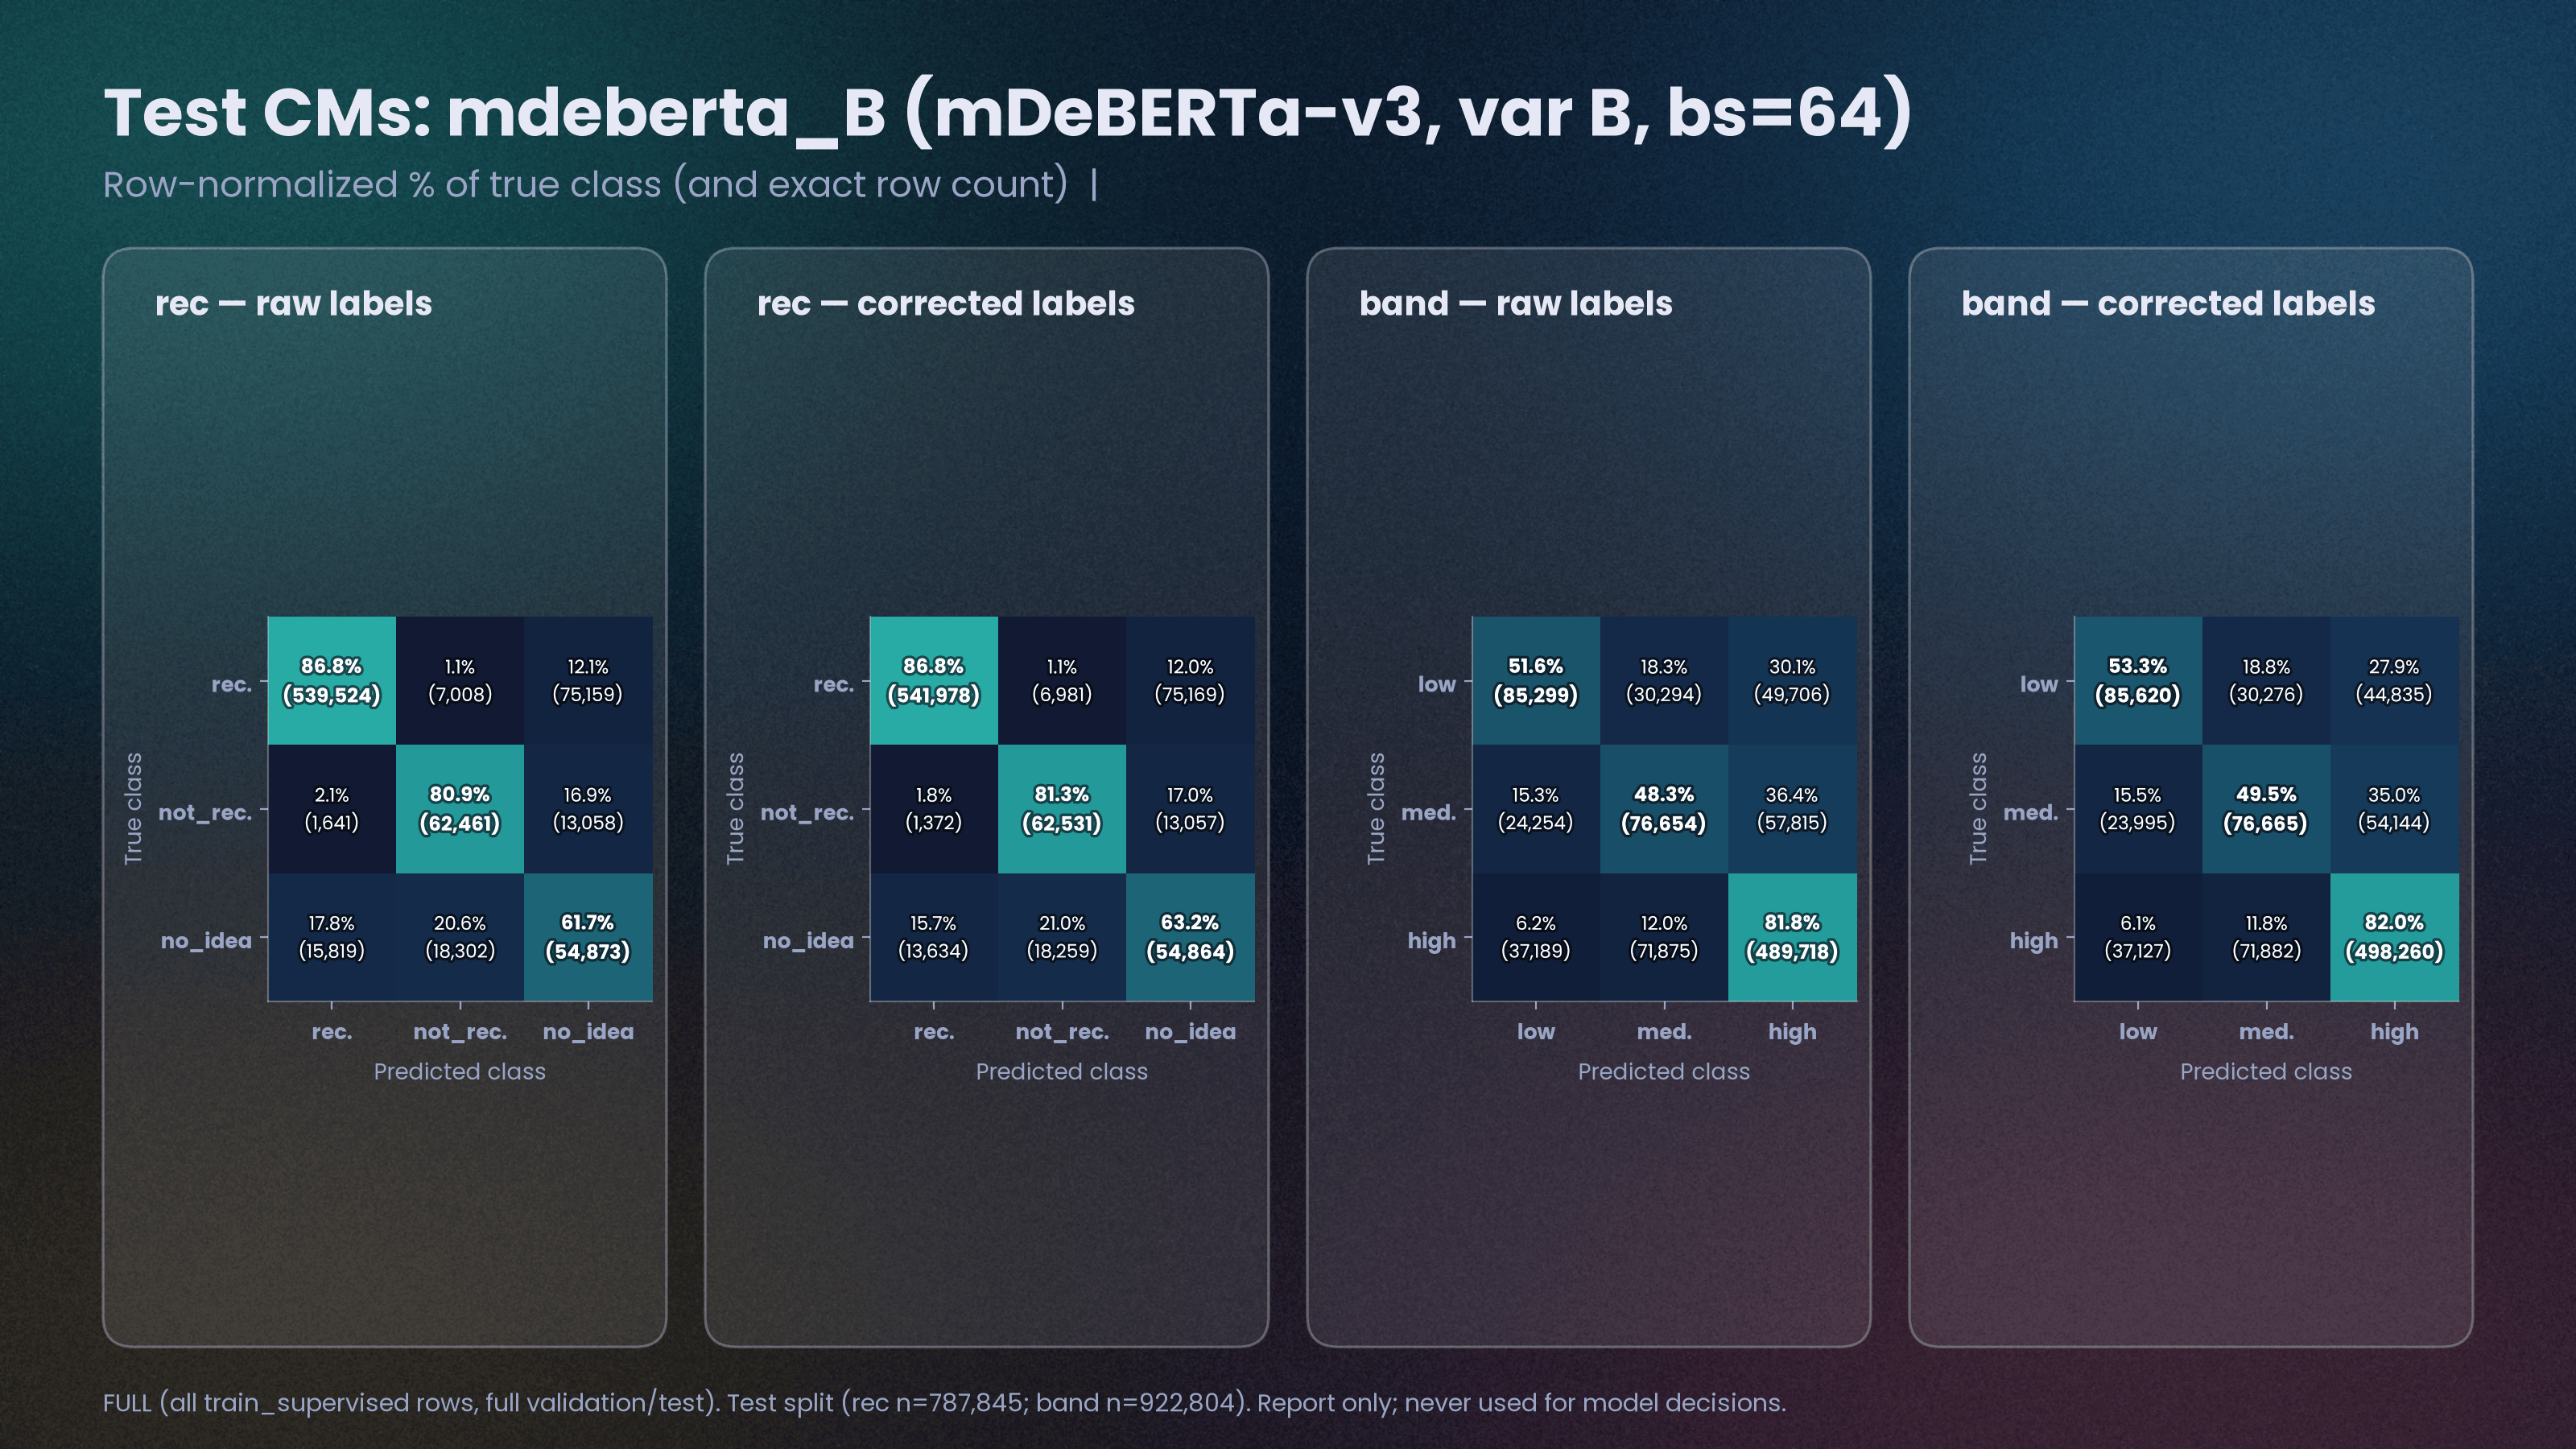 Test CMs: mdeberta_B (mDeBERTa-v3, var B, bs=64)
Row-normalized % of true class (and exact row count) |
rec — raw labels
True class
rec.
86.8%
(539,524)
1.1%
(7,008)
12.1%
(75,159)
not_rec.
2.1%
(1,641)
80.9%
(62,461)
16.9%
(13,058)
no_idea
17.8%
(15,819)
20.6%
(18,302)
61.7%
(54,873)
rec.
not_rec.
no_idea
Predicted class
rec — corrected labels
True class
rec.
86.8%
(541,978)
1.1%
(6,981)
12.0%
(75,169)
not_rec.
1.8%
(1,372)
81.3%
(62,531)
17.0%
(13,057)
no_idea
15.7%
(13,634)
21.0%
(18,259)
63.2%
(54,864)
rec.
not_rec.
no_idea
Predicted class
band — raw labels
True class
low
51.6%
(85,299)
18.3%
(30,294)
30.1%
(49,706)
med.
15.3%
(24,254)
48.3%
(76,654)
36.4%
(57,815)
high
6.2%
(37,189)
12.0%
(71,875)
81.8%
(489,718)
low
med.
high
Predicted class
band — corrected labels
True class
low
53.3%
(85,620)
18.8%
(30,276)
27.9%
(44,835)
med.
15.5%
(23,995)
49.5%
(76,665)
35.0%
(54,144)
high
6.1%
(37,127)
11.8%
(71,882)
82.0%
(498,260)
low
med.
high
Predicted class
FULL (all train_supervised rows, full validation/test). Test split (rec n=787,845; band n=922,804). Report only; never used for model decisions.